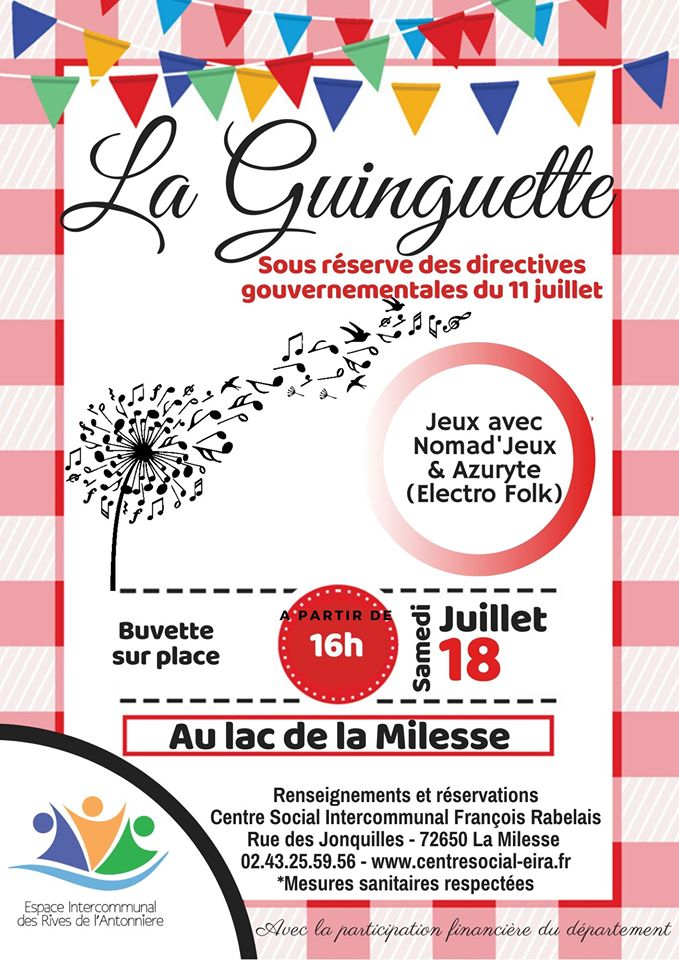 La Guinguette
Sous réserve des directives
gouvernementales du 11 juillet
Jeux avec
Nomad'Jeux
& Azuryte
(Electro Folk)
Buvette
sur place
A PARTIR DE
16h
Samedi
Juillet
18
Au lac de la Milesse
Renseignements et réservations
Centre Social Intercommunal François Rabelais
Rue des Jonquilles - 72650 La Milesse
02.43.25.59.56 - www.centresocial-eira.fr
*Mesures sanitaires respectées
Espace Intercommunal
des Rives de l'Antonniere
Avec la participation financière du département